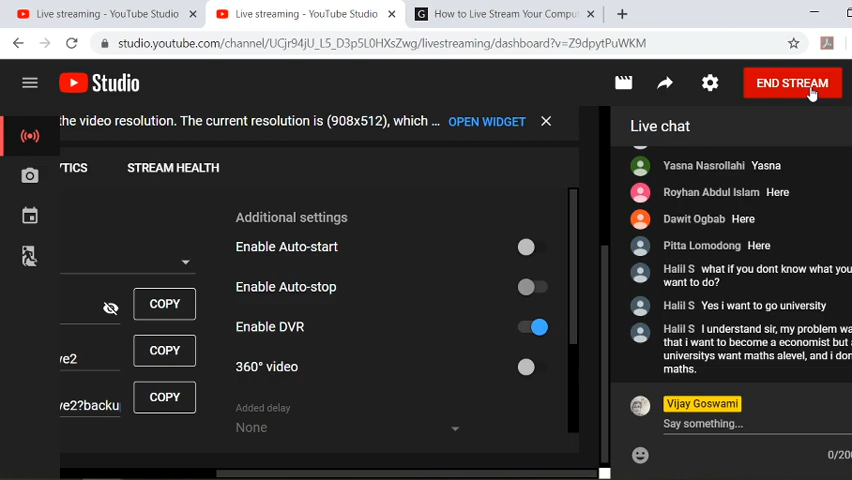 Live streaming - YouTube Studio
Live streaming - YouTube Studio
How to Live Stream Your Compu
studio.youtube.com/channel/UCjr94jU_L5_D3p5L0HXsZwg/livestreaming/dashboard?v=Z9dpytPuWKM
Studio
END STREAM
the video resolution. The current resolution is (908x512), which ...
OPEN WIDGET
Live chat
YTICS
STREAM HEALTH
Additional settings
Enable Auto-start
Enable Auto-stop
COPY
Enable DVR
ve2
COPY
360° video
ve2?backu
COPY
Added delay
None
Yasna Nasrollahi Yasna
Royhan Abdul Islam Here
Dawit Ogbab Here
Pitta Lomodong Here
Halil S what if you dont know what you
want to do?
Halil S Yes i want to go university
Halil S I understand sir, my problem wa
that i want to become a economist but a
universitys want maths alevel, and i don
maths.
Vijay Goswami
Say something...
0/200